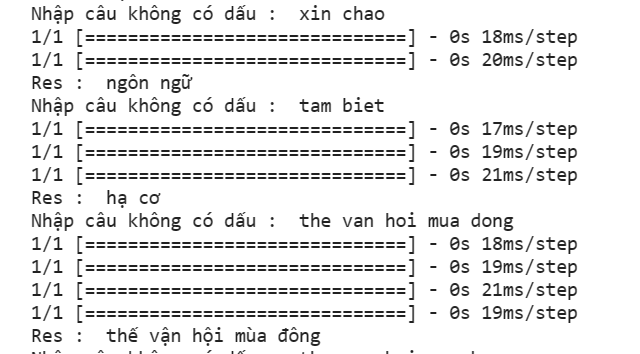 Nhập câu không có dấu :  xin chao
1/1 [==============================] - 0s 18ms/step
1/1 [==============================] - 0s 20ms/step
Res :  ngôn ngữ
Nhập câu không có dấu :  tam biet
1/1 [==============================] - 0s 17ms/step
1/1 [==============================] - 0s 19ms/step
1/1 [==============================] - 0s 21ms/step
Res :  hạ cơ
Nhập câu không có dấu :  the van hoi mua dong
1/1 [==============================] - 0s 18ms/step
1/1 [==============================] - 0s 19ms/step
1/1 [==============================] - 0s 21ms/step
1/1 [==============================] - 0s 19ms/step
Res :  thế vận hội mùa đông